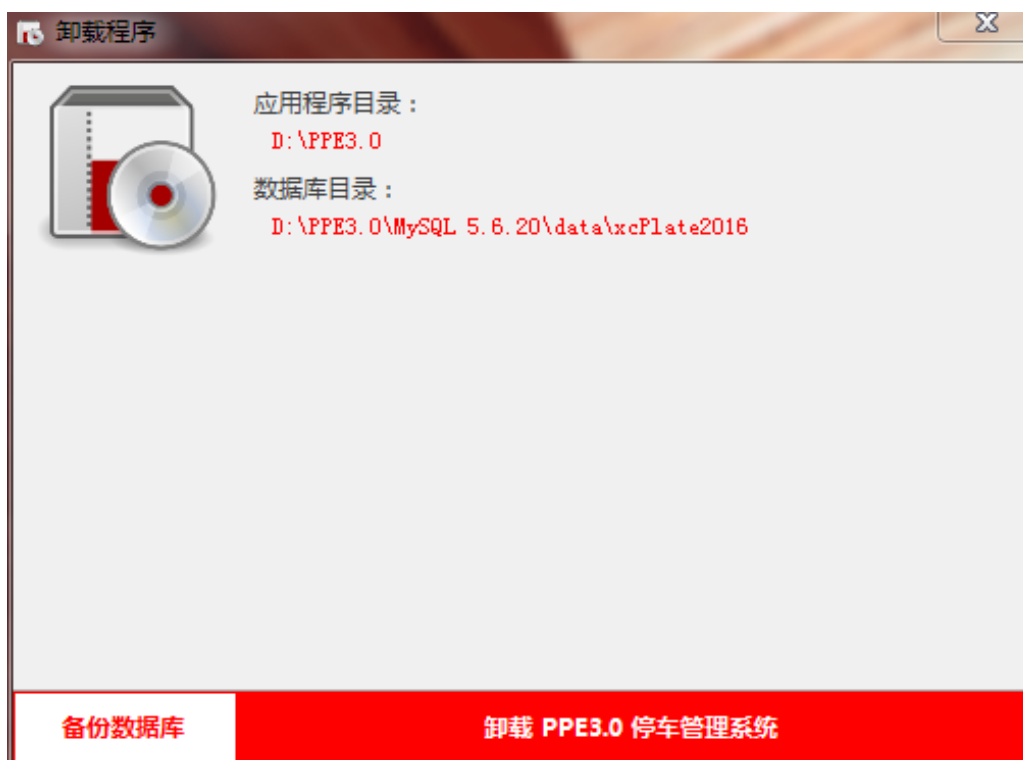 卸载程序
应用程序目录：
D:\PPE3.0
数据库目录：
D:\PPE3.0\MySQL 5.6.20\data\xcPlate2016
备份数据库
卸载 PPE3.0 停车管理系统